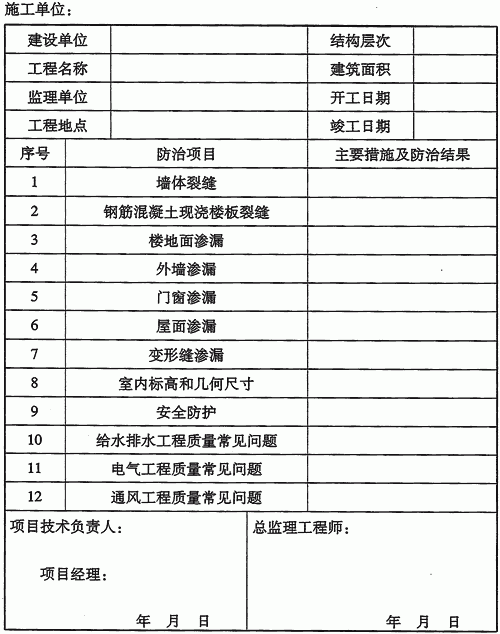 施工单位：
建设单位 结构层次
工程名称 建筑面积
监理单位 开工日期
工程地点 竣工日期
序号 防治项目 主要措施及防治结果
1 墙体裂缝
2 钢筋混凝土现浇楼板裂缝
3 楼地面渗漏
4 外墙渗漏
5 门窗渗漏
6 屋面渗漏
7 变形缝渗漏
8 室内标高和几何尺寸
9 安全防护
10 给水排水工程质量常见问题
11 电气工程质量常见问题
12 通风工程质量常见问题
项目技术负责人： 总监理工程师：
项目经理：
年 月 日 年 月 日